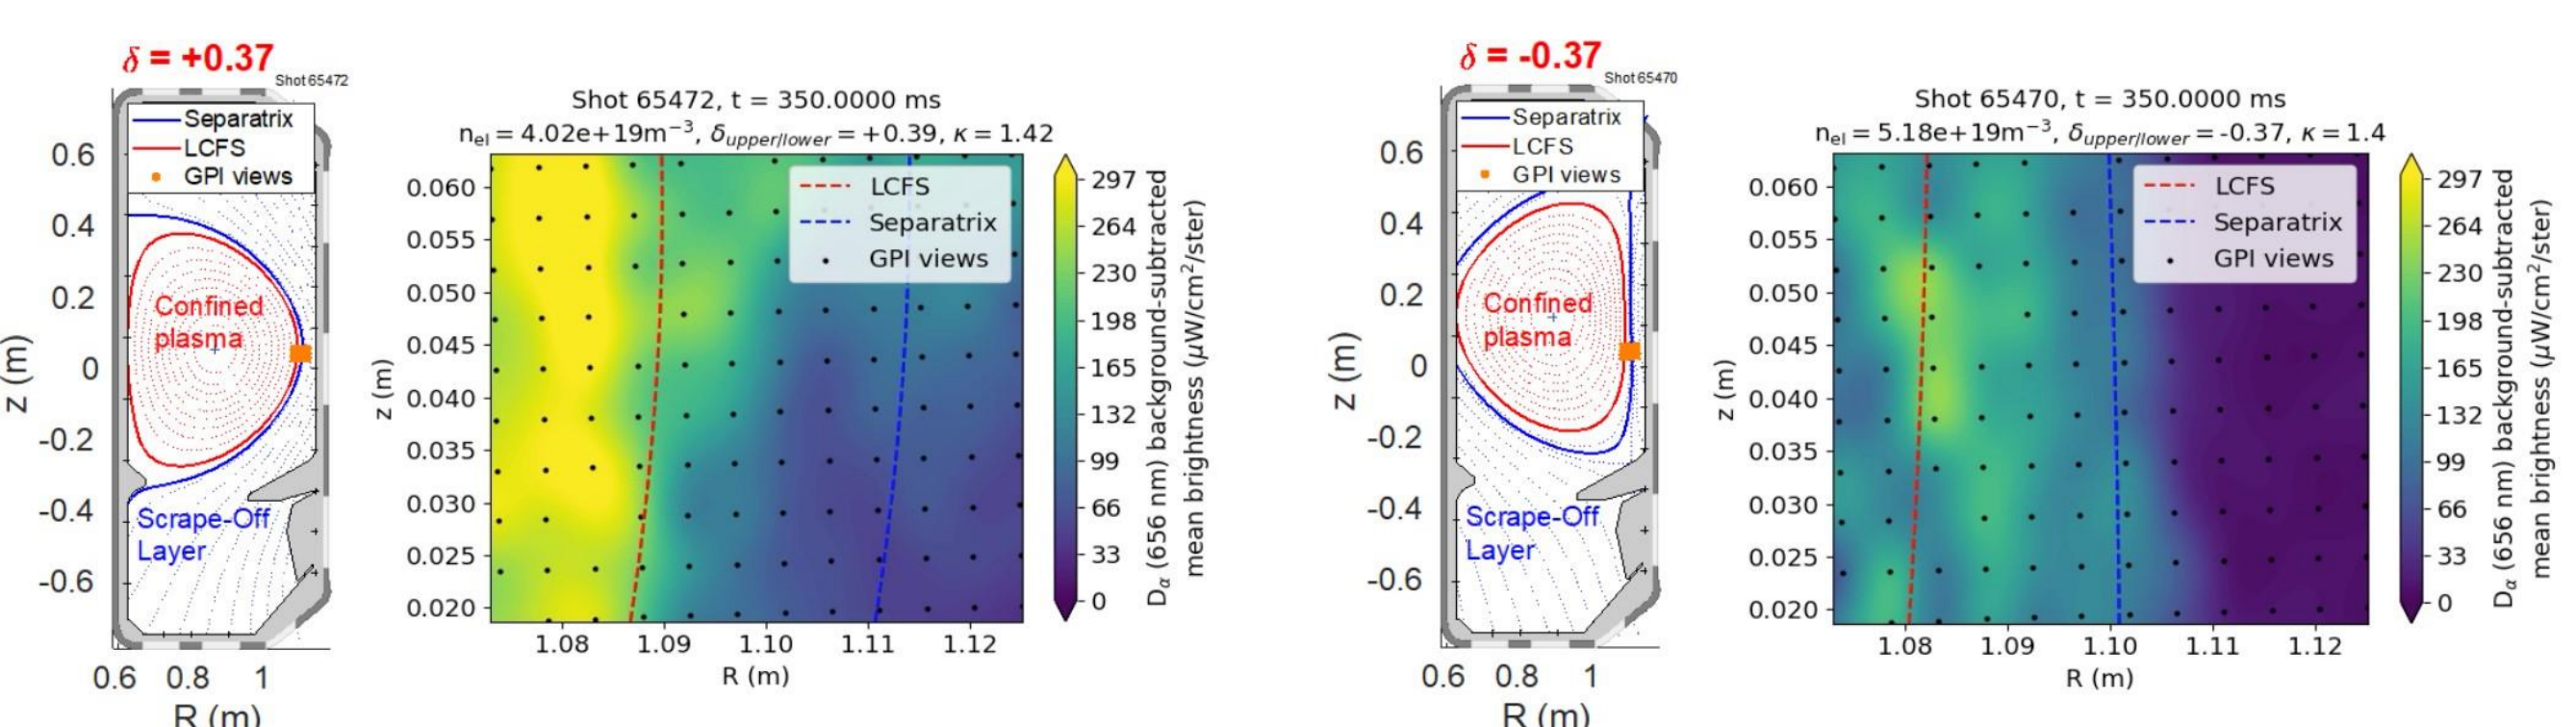 δ = +0.37
Shot 65472
Separatrix
LCFS
GPI views
0.6
0.4
0.2
0
-0.2
-0.4
-0.6
z (m)
Confined
plasma
Scrape-Off
Layer
0.6 0.8 1
R (m)
Shot 65472, t = 350.0000 ms
n_el = 4.02e+19m⁻³, δ_upper/lower = +0.39, κ = 1.42
LCFS
Separatrix
GPI views
0.060
0.055
0.050
0.045
0.040
0.035
0.030
0.025
0.020
z (m)
1.08 1.09 1.10 1.11 1.12
R (m)
297
264
230
198
165
132
99
66
33
0
Dα (656 nm) background-subtracted
mean brightness (μW/cm²/ster)
δ = -0.37
Shot 65470
Separatrix
LCFS
GPI views
0.6
0.4
0.2
0
-0.2
-0.4
-0.6
z (m)
Confined
plasma
Scrape-Off
Layer
0.6 0.8 1
R (m)
Shot 65470, t = 350.0000 ms
n_el = 5.18e+19m⁻³, δ_upper/lower = -0.37, κ = 1.4
LCFS
Separatrix
GPI views
0.060
0.055
0.050
0.045
0.040
0.035
0.030
0.025
0.020
z (m)
1.08 1.09 1.10 1.11 1.12
R (m)
297
264
230
198
165
132
99
66
33
0
Dα (656 nm) background-subtracted
mean brightness (μW/cm²/ster)